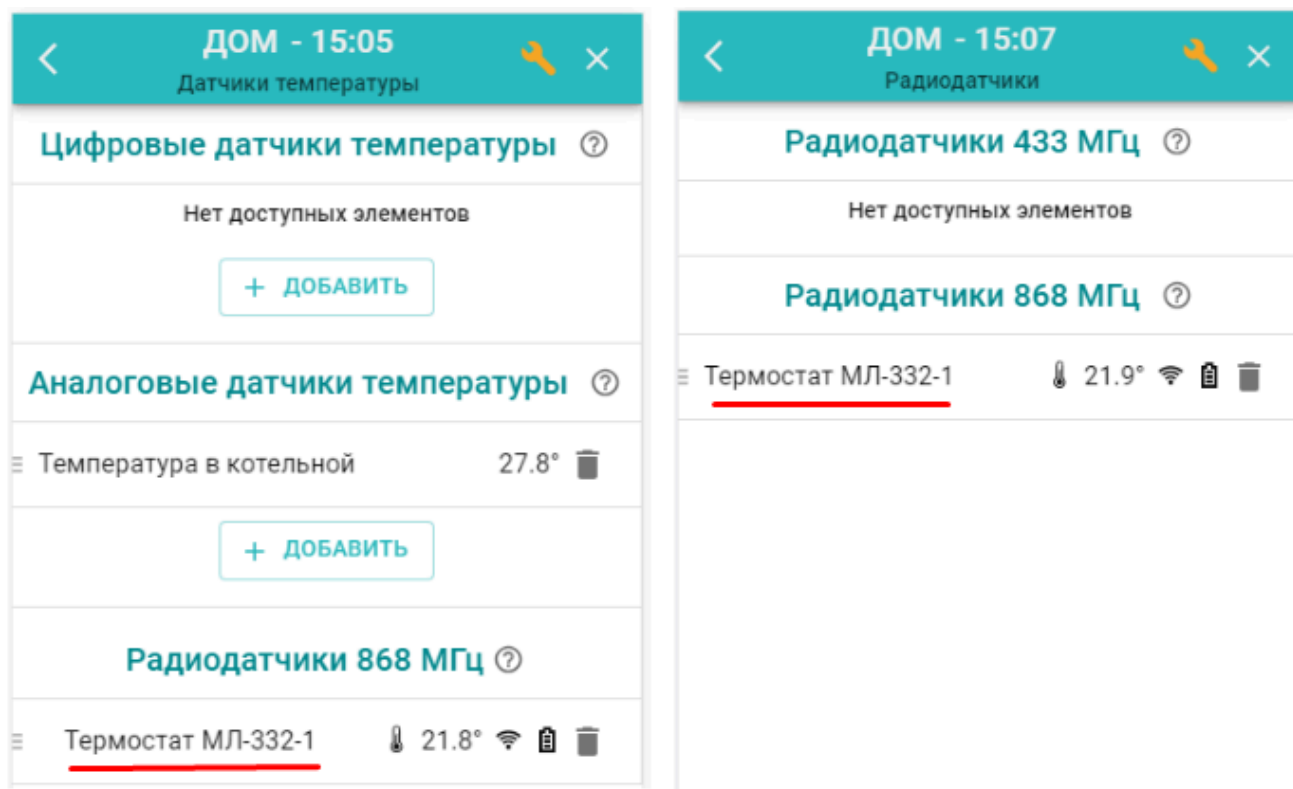 ДОМ - 15:05
Датчики температуры
Цифровые датчики температуры
Нет доступных элементов
+ ДОБАВИТЬ
Аналоговые датчики температуры
Температура в котельной 27.8°
+ ДОБАВИТЬ
Радиодатчики 868 МГц
Термостат МЛ-332-1 21.8°
ДОМ - 15:07
Радиодатчики
Радиодатчики 433 МГц
Нет доступных элементов
Радиодатчики 868 МГц
Термостат МЛ-332-1 21.9°